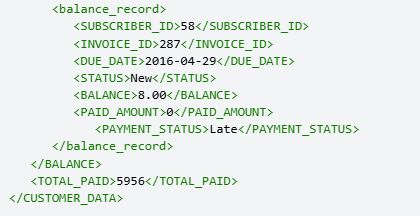 <balance_record>
<SUBSCRIBER_ID>58</SUBSCRIBER_ID>
<INVOICE_ID>287</INVOICE_ID>
<DUE_DATE>2016-04-29</DUE_DATE>
<STATUS>New</STATUS>
<BALANCE>8.00</BALANCE>
<PAID_AMOUNT>0</PAID_AMOUNT>
<PAYMENT_STATUS>Late</PAYMENT_STATUS>
</balance_record>
</BALANCE>
<TOTAL_PAID>5956</TOTAL_PAID>
</CUSTOMER_DATA>